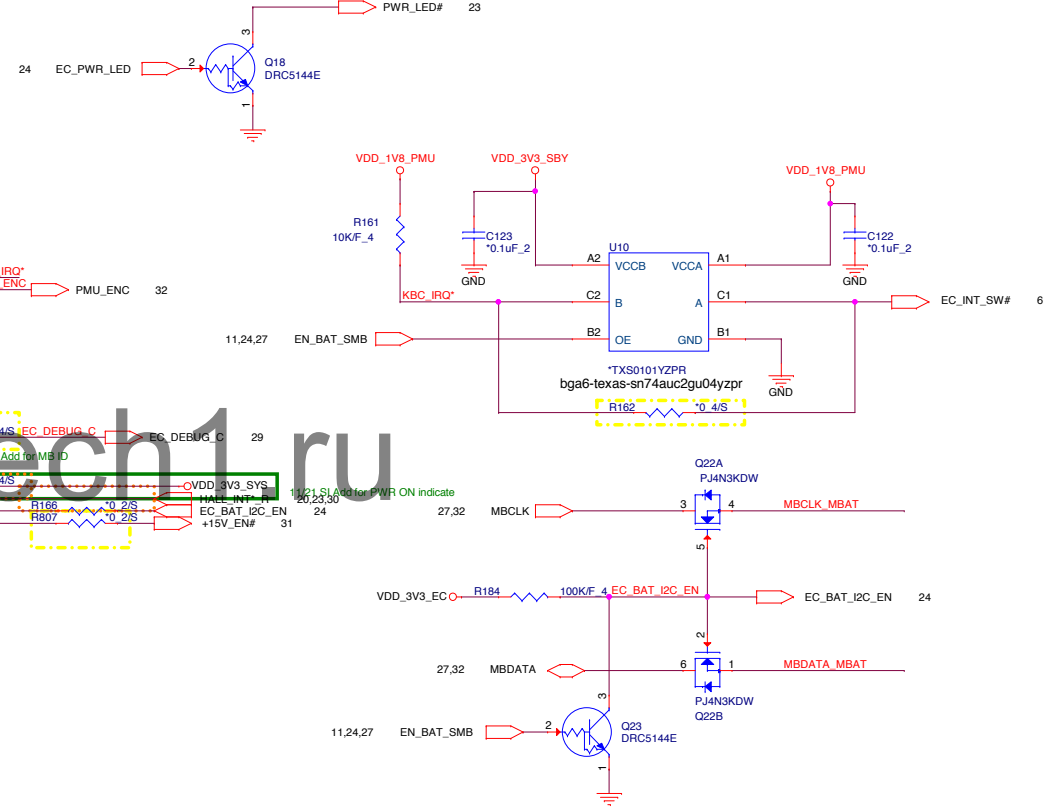 PWR_LED# 23
3
24 EC_PWR_LED 2 Q18
DRC5144E
1
VDD_1V8_PMU VDD_3V3_SBY
VDD_1V8_PMU
R161
10K/F_4
C123
*0.1uF_2
C122
*0.1uF_2
U10
GND
GND
A2 VCCB VCCA A1
IRQ*
ENC
PMU_ENC 32
KBC_IRQ* C2 B A C1 EC_INT_SW# 6
11,24,27 EN_BAT_SMB B2 OE GND B1
*TXS0101YZPR
bga6-texas-sn74auc2gu04yzpr
GND
R162 *0_4/S
4/S EC_DEBUG_C EC_DEBUG_C 29
Add for MB ID
ech1.ru
4/S VDD_3V3_SYS
11/21 SI Add for PWR ON indicate
HALL_INT*_R 20,23,30
R166 *0_2/S EC_BAT_I2C_EN 24
R807 *0_2/S +15V_EN# 31
Q22A
PJ4N3KDW
27,32 MBCLK 3 4 MBCLK_MBAT
5
VDD_3V3_EC R184 100K/F_4 EC_BAT_I2C_EN EC_BAT_I2C_EN 24
2
27,32 MBDATA 6 1 MBDATA_MBAT
PJ4N3KDW
Q22B
3
11,24,27 EN_BAT_SMB 2 Q23
DRC5144E
1